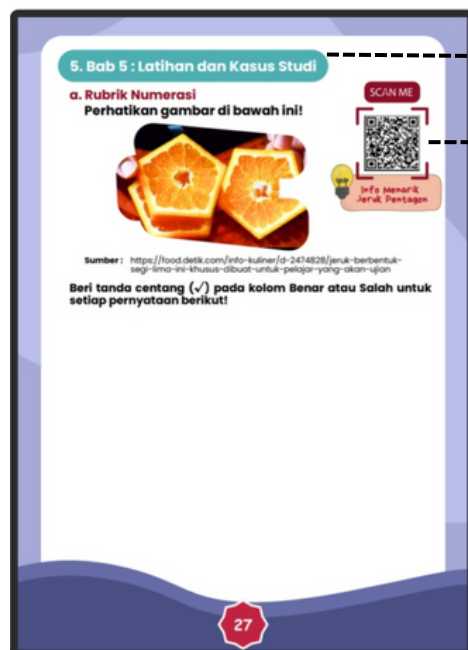 5. Bab 5 : Latihan dan Kasus Studi
a. Rubrik Numerasi
Perhatikan gambar di bawah ini!
SCAN ME
Info Menarik
Jeruk Pentagon
Sumber : https://food.detik.com/info-kuliner/d-2474828/jeruk-berbentuk-
segi-lima-ini-khusus-dibuat-untuk-pelajar-yang-akan-ujian
Beri tanda centang (√) pada kolom Benar atau Salah untuk
setiap pernyataan berikut!
27